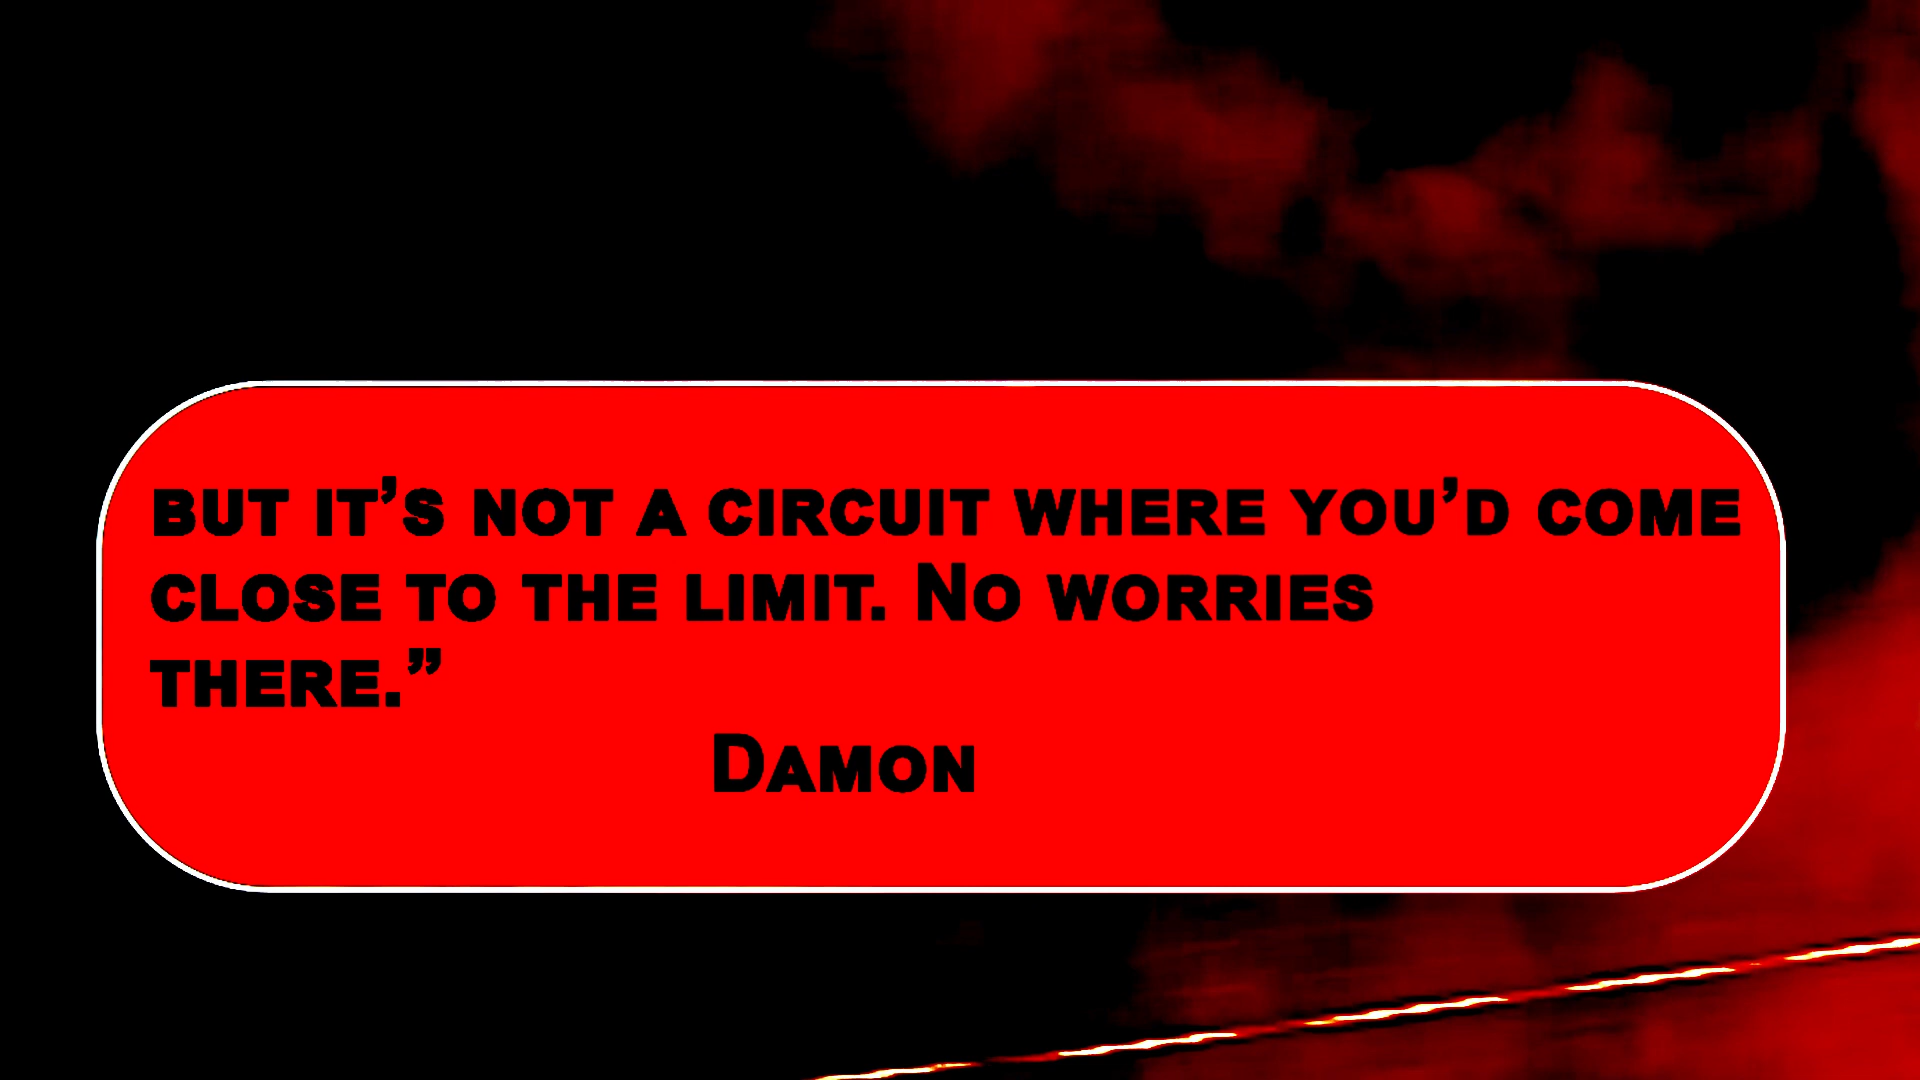 but it’s not a circuit where you’d come
close to the limit. No worries
there.”
Damon